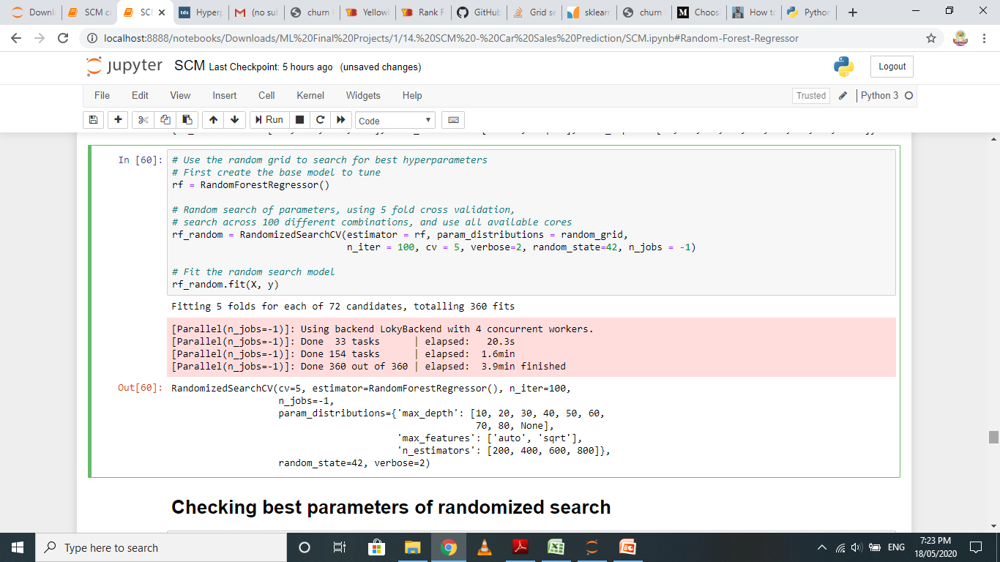 Downl
SCM c
SC
tds Hyper
(no su
churn
Yellowi
Rank F
GitHub
Grid se
sklearn
churn
Choos
How to
Python
localhost:8888/notebooks/Downloads/ML%20Final%20Projects/1/14.%20SCM%20-%20Car%20Sales%20Prediction/SCM.ipynb#Random-Forest-Regressor
jupyter SCM Last Checkpoint: 5 hours ago (unsaved changes)
Logout
File Edit View Insert Cell Kernel Widgets Help
Trusted Python 3
Run Code
In [60]: # Use the random grid to search for best hyperparameters
# First create the base model to tune
rf = RandomForestRegressor()
# Random search of parameters, using 5 fold cross validation,
# search across 100 different combinations, and use all available cores
rf_random = RandomizedSearchCV(estimator = rf, param_distributions = random_grid,
n_iter = 100, cv = 5, verbose=2, random_state=42, n_jobs = -1)
# Fit the random search model
rf_random.fit(X, y)
Fitting 5 folds for each of 72 candidates, totalling 360 fits
[Parallel(n_jobs=-1)]: Using backend LokyBackend with 4 concurrent workers.
[Parallel(n_jobs=-1)]: Done  33 tasks      | elapsed:   20.3s
[Parallel(n_jobs=-1)]: Done 154 tasks      | elapsed:  1.6min
[Parallel(n_jobs=-1)]: Done 360 out of 360 | elapsed:  3.9min finished
Out[60]: RandomizedSearchCV(cv=5, estimator=RandomForestRegressor(), n_iter=100,
n_jobs=-1,
param_distributions={'max_depth': [10, 20, 30, 40, 50, 60,
70, 80, None],
'max_features': ['auto', 'sqrt'],
'n_estimators': [200, 400, 600, 800]},
random_state=42, verbose=2)
Checking best parameters of randomized search
Type here to search
ENG
7:23 PM
18/05/2020